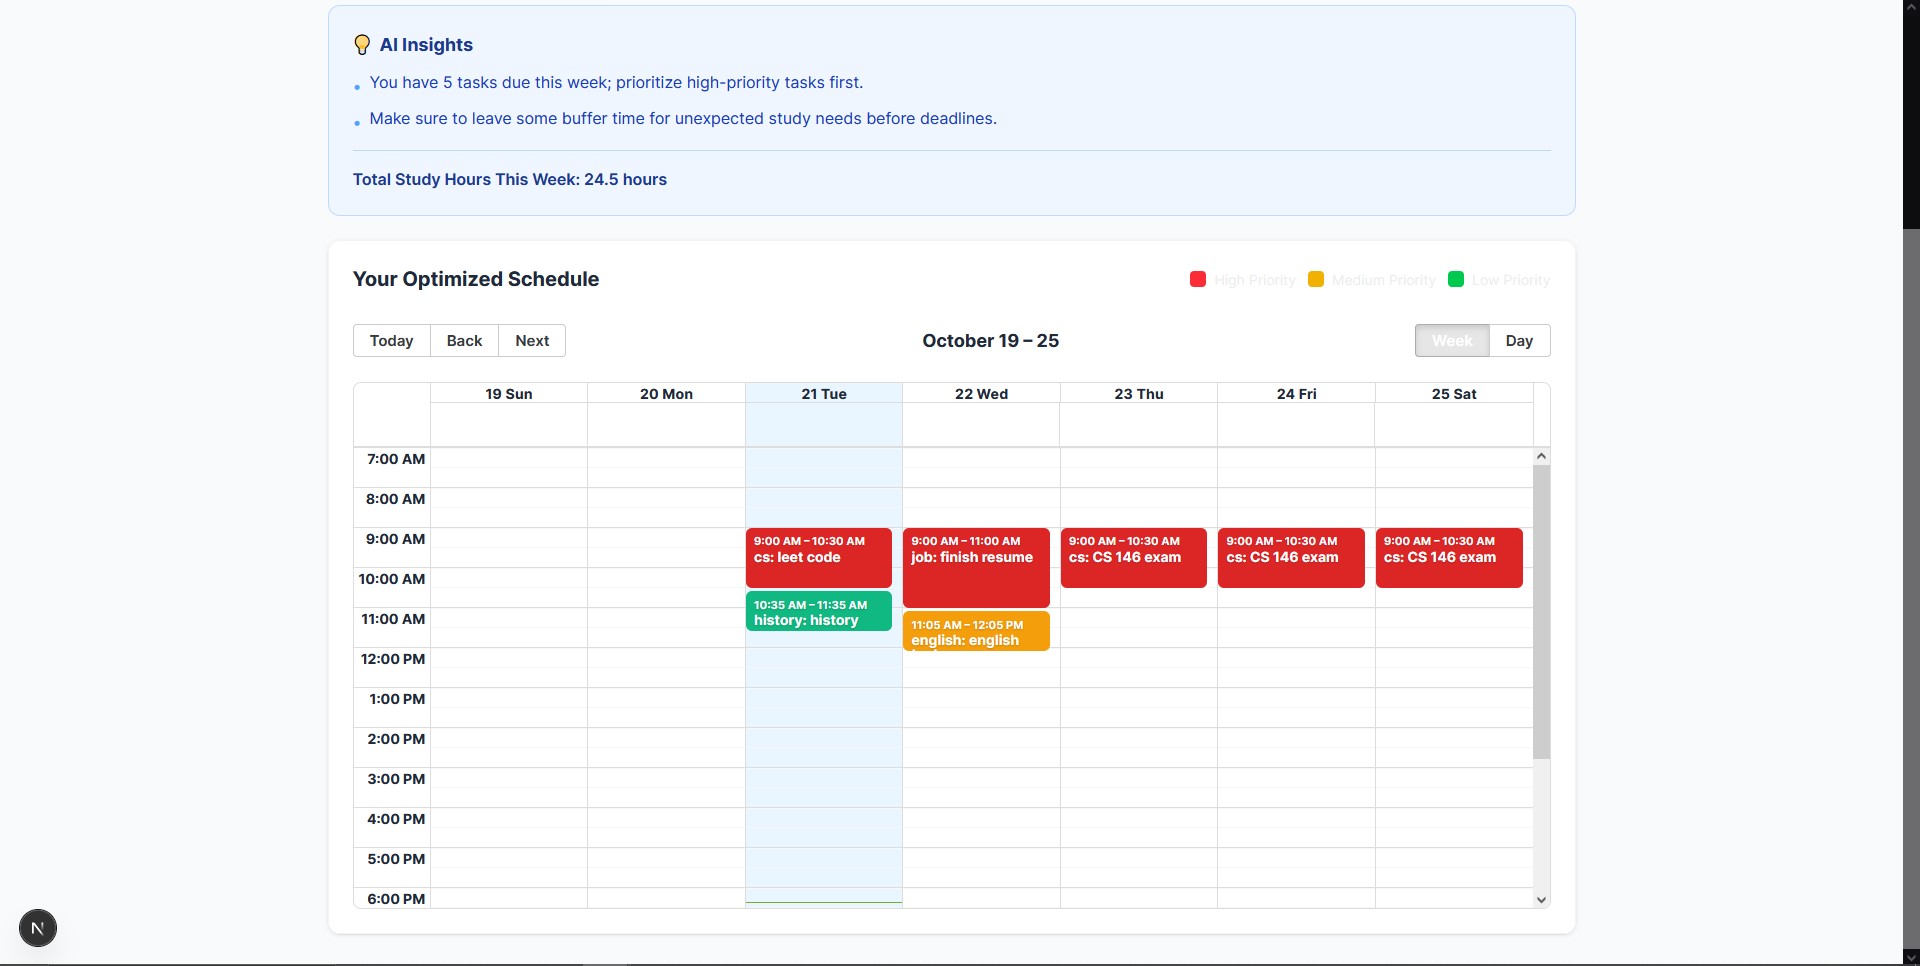 AI Insights
You have 5 tasks due this week; prioritize high-priority tasks first.
Make sure to leave some buffer time for unexpected study needs before deadlines.
Total Study Hours This Week: 24.5 hours
Your Optimized Schedule
High Priority
Medium Priority
Low Priority
Today
Back
Next
October 19 – 25
Week
Day
19 Sun
20 Mon
21 Tue
22 Wed
23 Thu
24 Fri
25 Sat
7:00 AM
8:00 AM
9:00 AM
10:00 AM
11:00 AM
12:00 PM
1:00 PM
2:00 PM
3:00 PM
4:00 PM
5:00 PM
6:00 PM
9:00 AM – 10:30 AM
cs: leet code
10:35 AM – 11:35 AM
history: history
9:00 AM – 11:00 AM
job: finish resume
11:05 AM – 12:05 PM
english: english
9:00 AM – 10:30 AM
cs: CS 146 exam
9:00 AM – 10:30 AM
cs: CS 146 exam
9:00 AM – 10:30 AM
cs: CS 146 exam
N